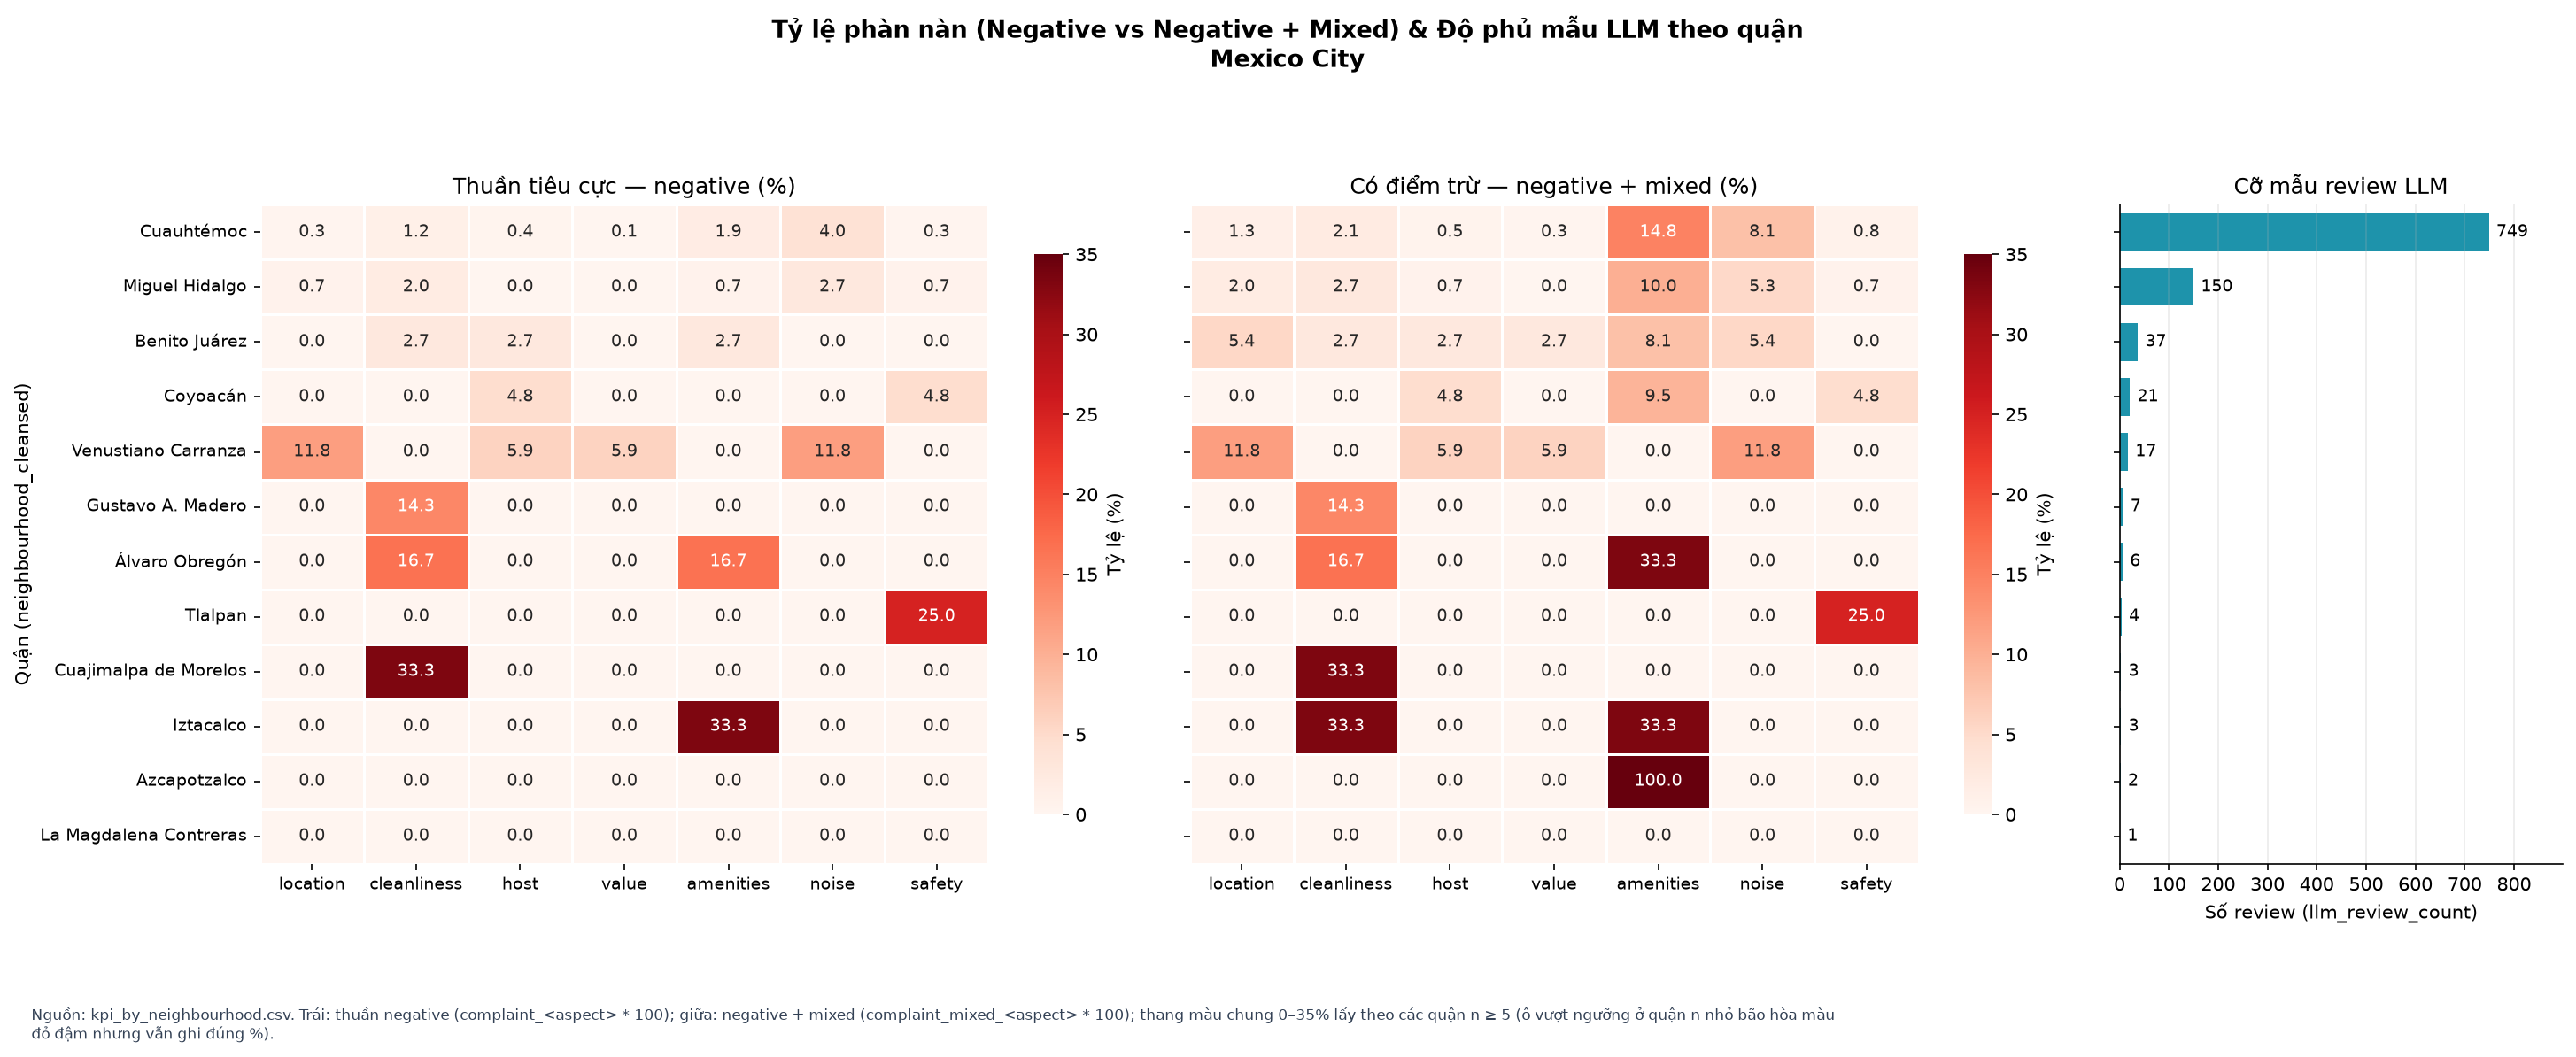 Tỷ lệ phàn nàn (Negative vs Negative + Mixed) & Độ phủ mẫu LLM theo quận
Mexico City
Thuần tiêu cực — negative (%)
Quận (neighbourhood_cleansed)
Cuauhtémoc 0.3 1.2 0.4 0.1 1.9 4.0 0.3
Miguel Hidalgo 0.7 2.0 0.0 0.0 0.7 2.7 0.7
Benito Juárez 0.0 2.7 2.7 0.0 2.7 0.0 0.0
Coyoacán 0.0 0.0 4.8 0.0 0.0 0.0 4.8
Venustiano Carranza 11.8 0.0 5.9 5.9 0.0 11.8 0.0
Gustavo A. Madero 0.0 14.3 0.0 0.0 0.0 0.0 0.0
Álvaro Obregón 0.0 16.7 0.0 0.0 16.7 0.0 0.0
Tlalpan 0.0 0.0 0.0 0.0 0.0 0.0 25.0
Cuajimalpa de Morelos 0.0 33.3 0.0 0.0 0.0 0.0 0.0
Iztacalco 0.0 0.0 0.0 0.0 33.3 0.0 0.0
Azcapotzalco 0.0 0.0 0.0 0.0 0.0 0.0 0.0
La Magdalena Contreras 0.0 0.0 0.0 0.0 0.0 0.0 0.0
location cleanliness host value amenities noise safety
35
30
25
20
15
10
5
0
Tỷ lệ (%)
Có điểm trừ — negative + mixed (%)
1.3 2.1 0.5 0.3 14.8 8.1 0.8
2.0 2.7 0.7 0.0 10.0 5.3 0.7
5.4 2.7 2.7 2.7 8.1 5.4 0.0
0.0 0.0 4.8 0.0 9.5 0.0 4.8
11.8 0.0 5.9 5.9 0.0 11.8 0.0
0.0 14.3 0.0 0.0 0.0 0.0 0.0
0.0 16.7 0.0 0.0 33.3 0.0 0.0
0.0 0.0 0.0 0.0 0.0 0.0 25.0
0.0 33.3 0.0 0.0 0.0 0.0 0.0
0.0 33.3 0.0 0.0 33.3 0.0 0.0
0.0 0.0 0.0 0.0 100.0 0.0 0.0
0.0 0.0 0.0 0.0 0.0 0.0 0.0
location cleanliness host value amenities noise safety
35
30
25
20
15
10
5
0
Tỷ lệ (%)
Cỡ mẫu review LLM
749
150
37
21
17
7
6
4
3
3
2
1
0 100 200 300 400 500 600 700 800
Số review (llm_review_count)
Nguồn: kpi_by_neighbourhood.csv. Trái: thuần negative (complaint_<aspect> * 100); giữa: negative + mixed (complaint_mixed_<aspect> * 100); thang màu chung 0–35% lấy theo các quận n ≥ 5 (ô vượt ngưỡng ở quận n nhỏ bão hòa màu
đỏ đậm nhưng vẫn ghi đúng %).